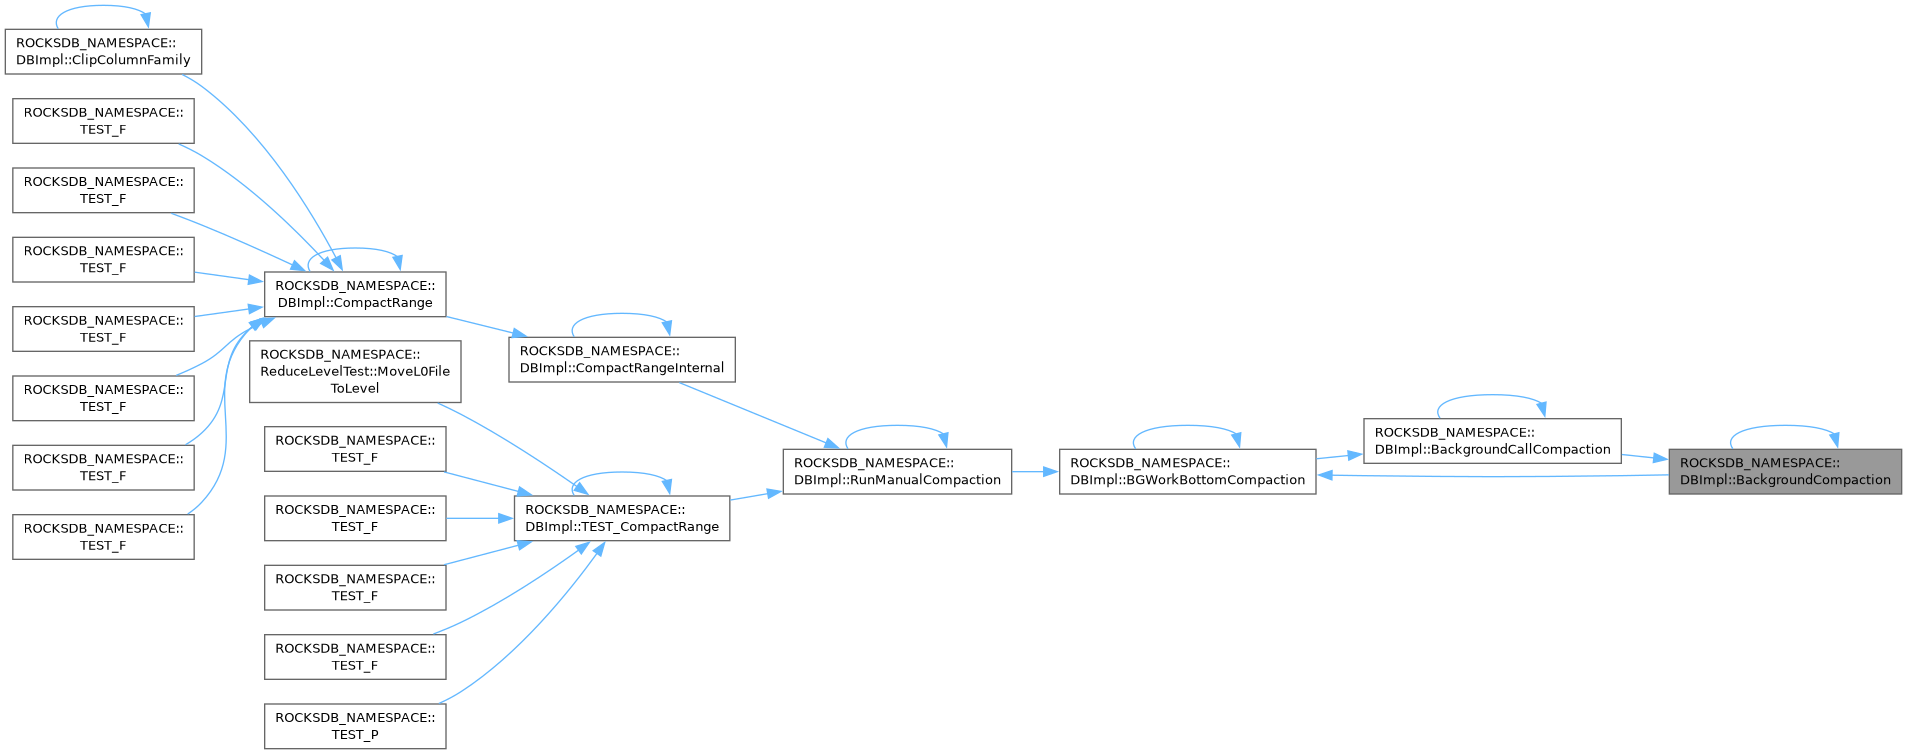 ROCKSDB_NAMESPACE::
DBImpl::ClipColumnFamily
ROCKSDB_NAMESPACE::
TEST_F
ROCKSDB_NAMESPACE::
TEST_F
ROCKSDB_NAMESPACE::
TEST_F
ROCKSDB_NAMESPACE::
TEST_F
ROCKSDB_NAMESPACE::
TEST_F
ROCKSDB_NAMESPACE::
TEST_F
ROCKSDB_NAMESPACE::
TEST_F
ROCKSDB_NAMESPACE::
DBImpl::CompactRange
ROCKSDB_NAMESPACE::
ReduceLevelTest::MoveL0File
ToLevel
ROCKSDB_NAMESPACE::
TEST_F
ROCKSDB_NAMESPACE::
TEST_F
ROCKSDB_NAMESPACE::
TEST_F
ROCKSDB_NAMESPACE::
TEST_F
ROCKSDB_NAMESPACE::
TEST_P
ROCKSDB_NAMESPACE::
DBImpl::CompactRangeInternal
ROCKSDB_NAMESPACE::
DBImpl::TEST_CompactRange
ROCKSDB_NAMESPACE::
DBImpl::RunManualCompaction
ROCKSDB_NAMESPACE::
DBImpl::BGWorkBottomCompaction
ROCKSDB_NAMESPACE::
DBImpl::BackgroundCallCompaction
ROCKSDB_NAMESPACE::
DBImpl::BackgroundCompaction